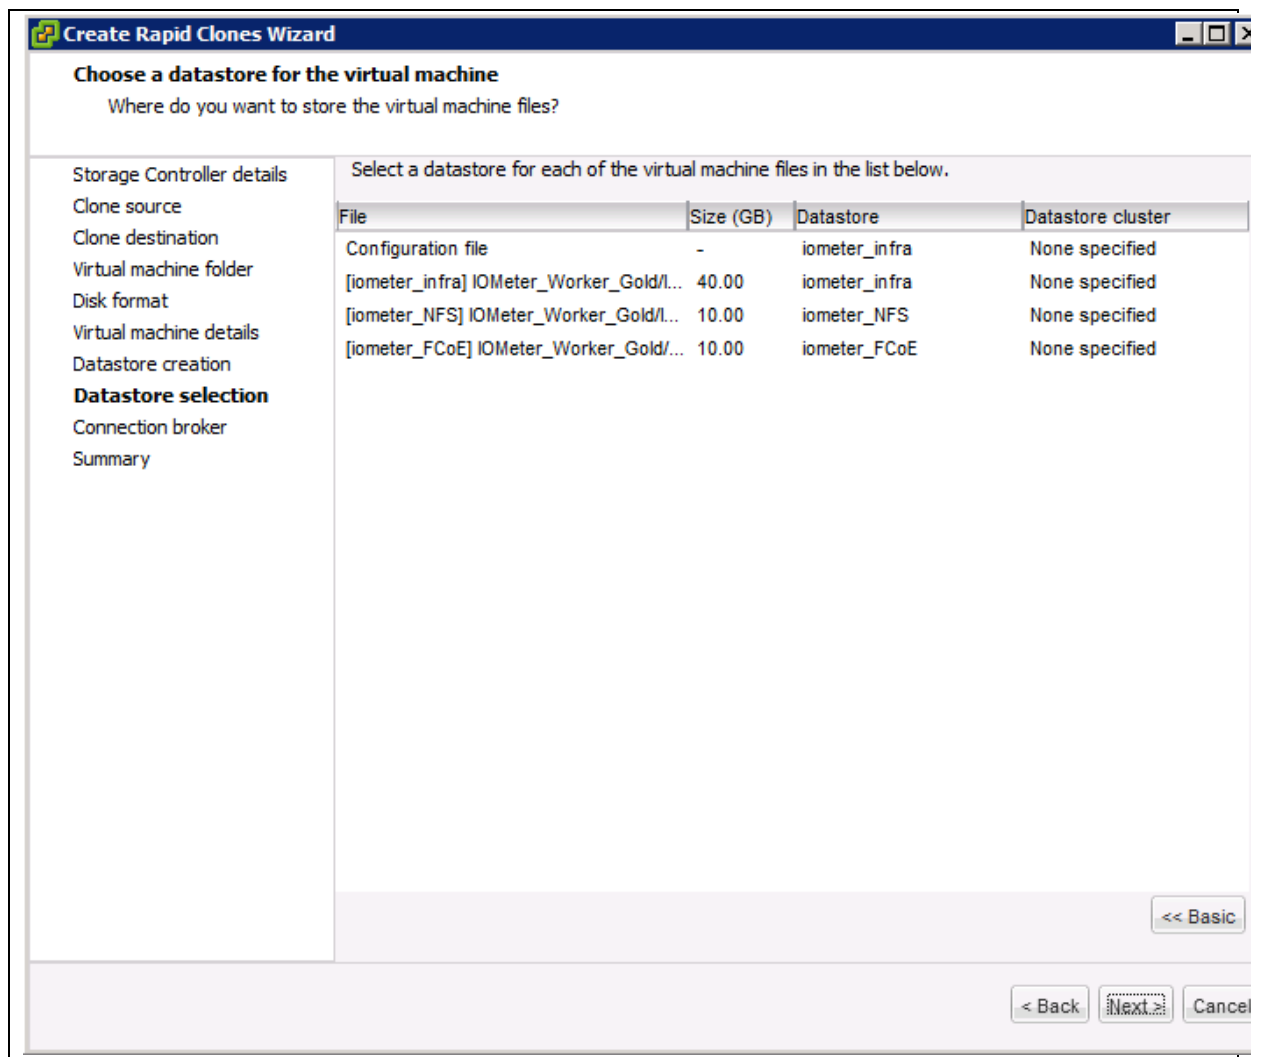 Create Rapid Clones Wizard
Choose a datastore for the virtual machine
Where do you want to store the virtual machine files?
Storage Controller details
Clone source
Clone destination
Virtual machine folder
Disk format
Virtual machine details
Datastore creation
Datastore selection
Connection broker
Summary
Select a datastore for each of the virtual machine files in the list below.
File Size (GB) Datastore Datastore cluster
Configuration file - iometer_infra None specified
[iometer_infra] IOMeter_Worker_Gold/I... 40.00 iometer_infra None specified
[iometer_NFS] IOMeter_Worker_Gold/I... 10.00 iometer_NFS None specified
[iometer_FCoE] IOMeter_Worker_Gold/... 10.00 iometer_FCoE None specified
<< Basic
< Back Next > Cancel